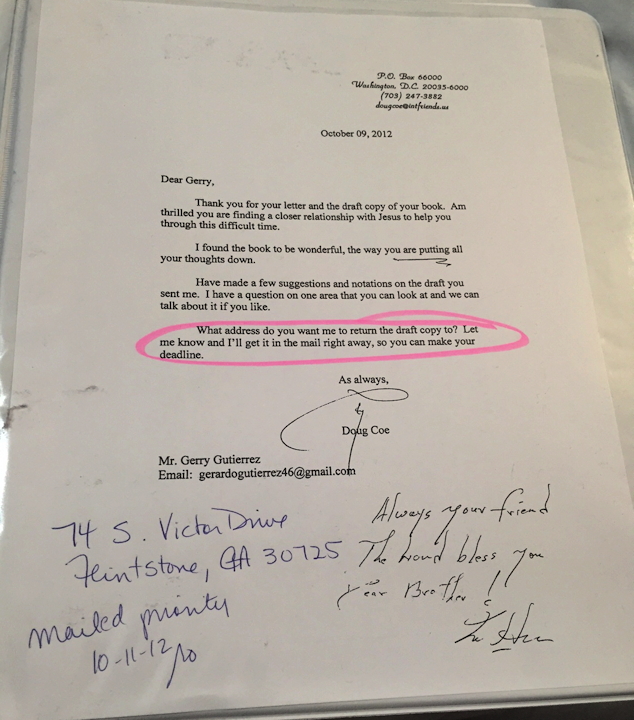 P.O. Box 66000
Washington, D.C. 20035-6000
(703) 247-3882
dougcoe@intfriends.us
October 09, 2012
Dear Gerry,
Thank you for your letter and the draft copy of your book. Am
thrilled you are finding a closer relationship with Jesus to help you
through this difficult time.
I found the book to be wonderful, the way you are putting all
your thoughts down.
Have made a few suggestions and notations on the draft you
sent me. I have a question on one area that you can look at and we can
talk about it if you like.
What address do you want me to return the draft copy to? Let
me know and I'll get it in the mail right away, so you can make your
deadline.
As always,
Doug Coe
Mr. Gerry Gutierrez
Email: gerardogutierrez46@gmail.com
74 S. Victor Drive
Flintstone, GA 30725
mailed priority
10-11-12
Always your friend
The bless you
Brother!